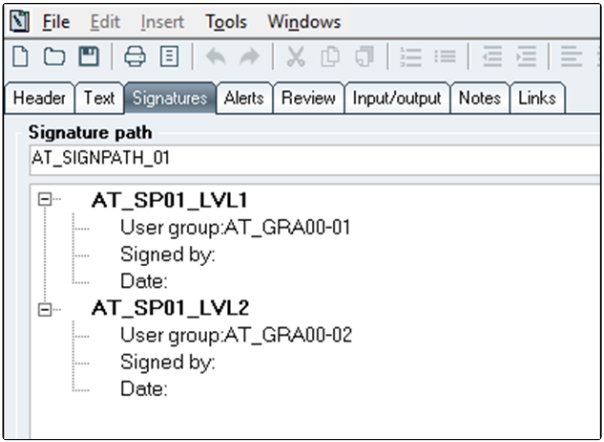 File Edit Insert Tools Windows
Header Text Signatures Alerts Review Input/output Notes Links
Signature path
AT_SIGNPATH_01
AT_SP01_LVL1
User group:AT_GRA00-01
Signed by:
Date:
AT_SP01_LVL2
User group:AT_GRA00-02
Signed by:
Date: